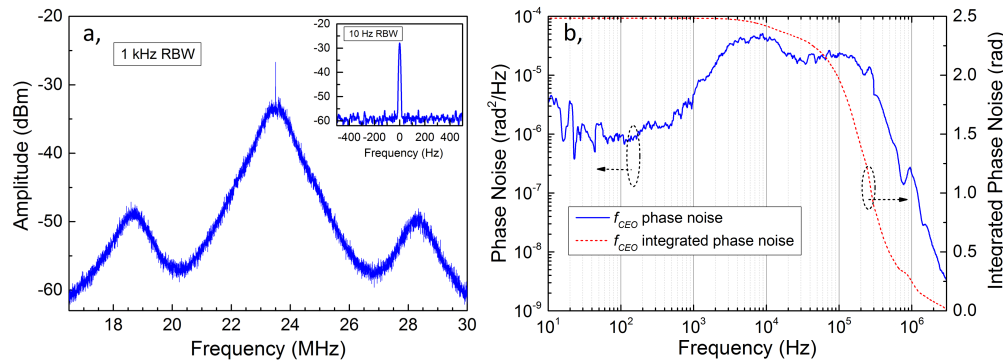 a,
1 kHz RBW
Amplitude (dBm)
-20
-30
-40
-50
-60
18 20 22 24 26 28 30
Frequency (MHz)
10 Hz RBW
-20
-30
-40
-50
-60
-400 -200 0 200 400
Frequency (Hz)
b,
Phase Noise (rad²/Hz)
10⁻⁴
10⁻⁵
10⁻⁶
10⁻⁷
10⁻⁸
10⁻⁹
f_CEO phase noise
f_CEO integrated phase noise
10¹ 10² 10³ 10⁴ 10⁵ 10⁶
Frequency (Hz)
2.5
2.0
1.5
1.0
0.5
0.0
Integrated Phase Noise (rad)